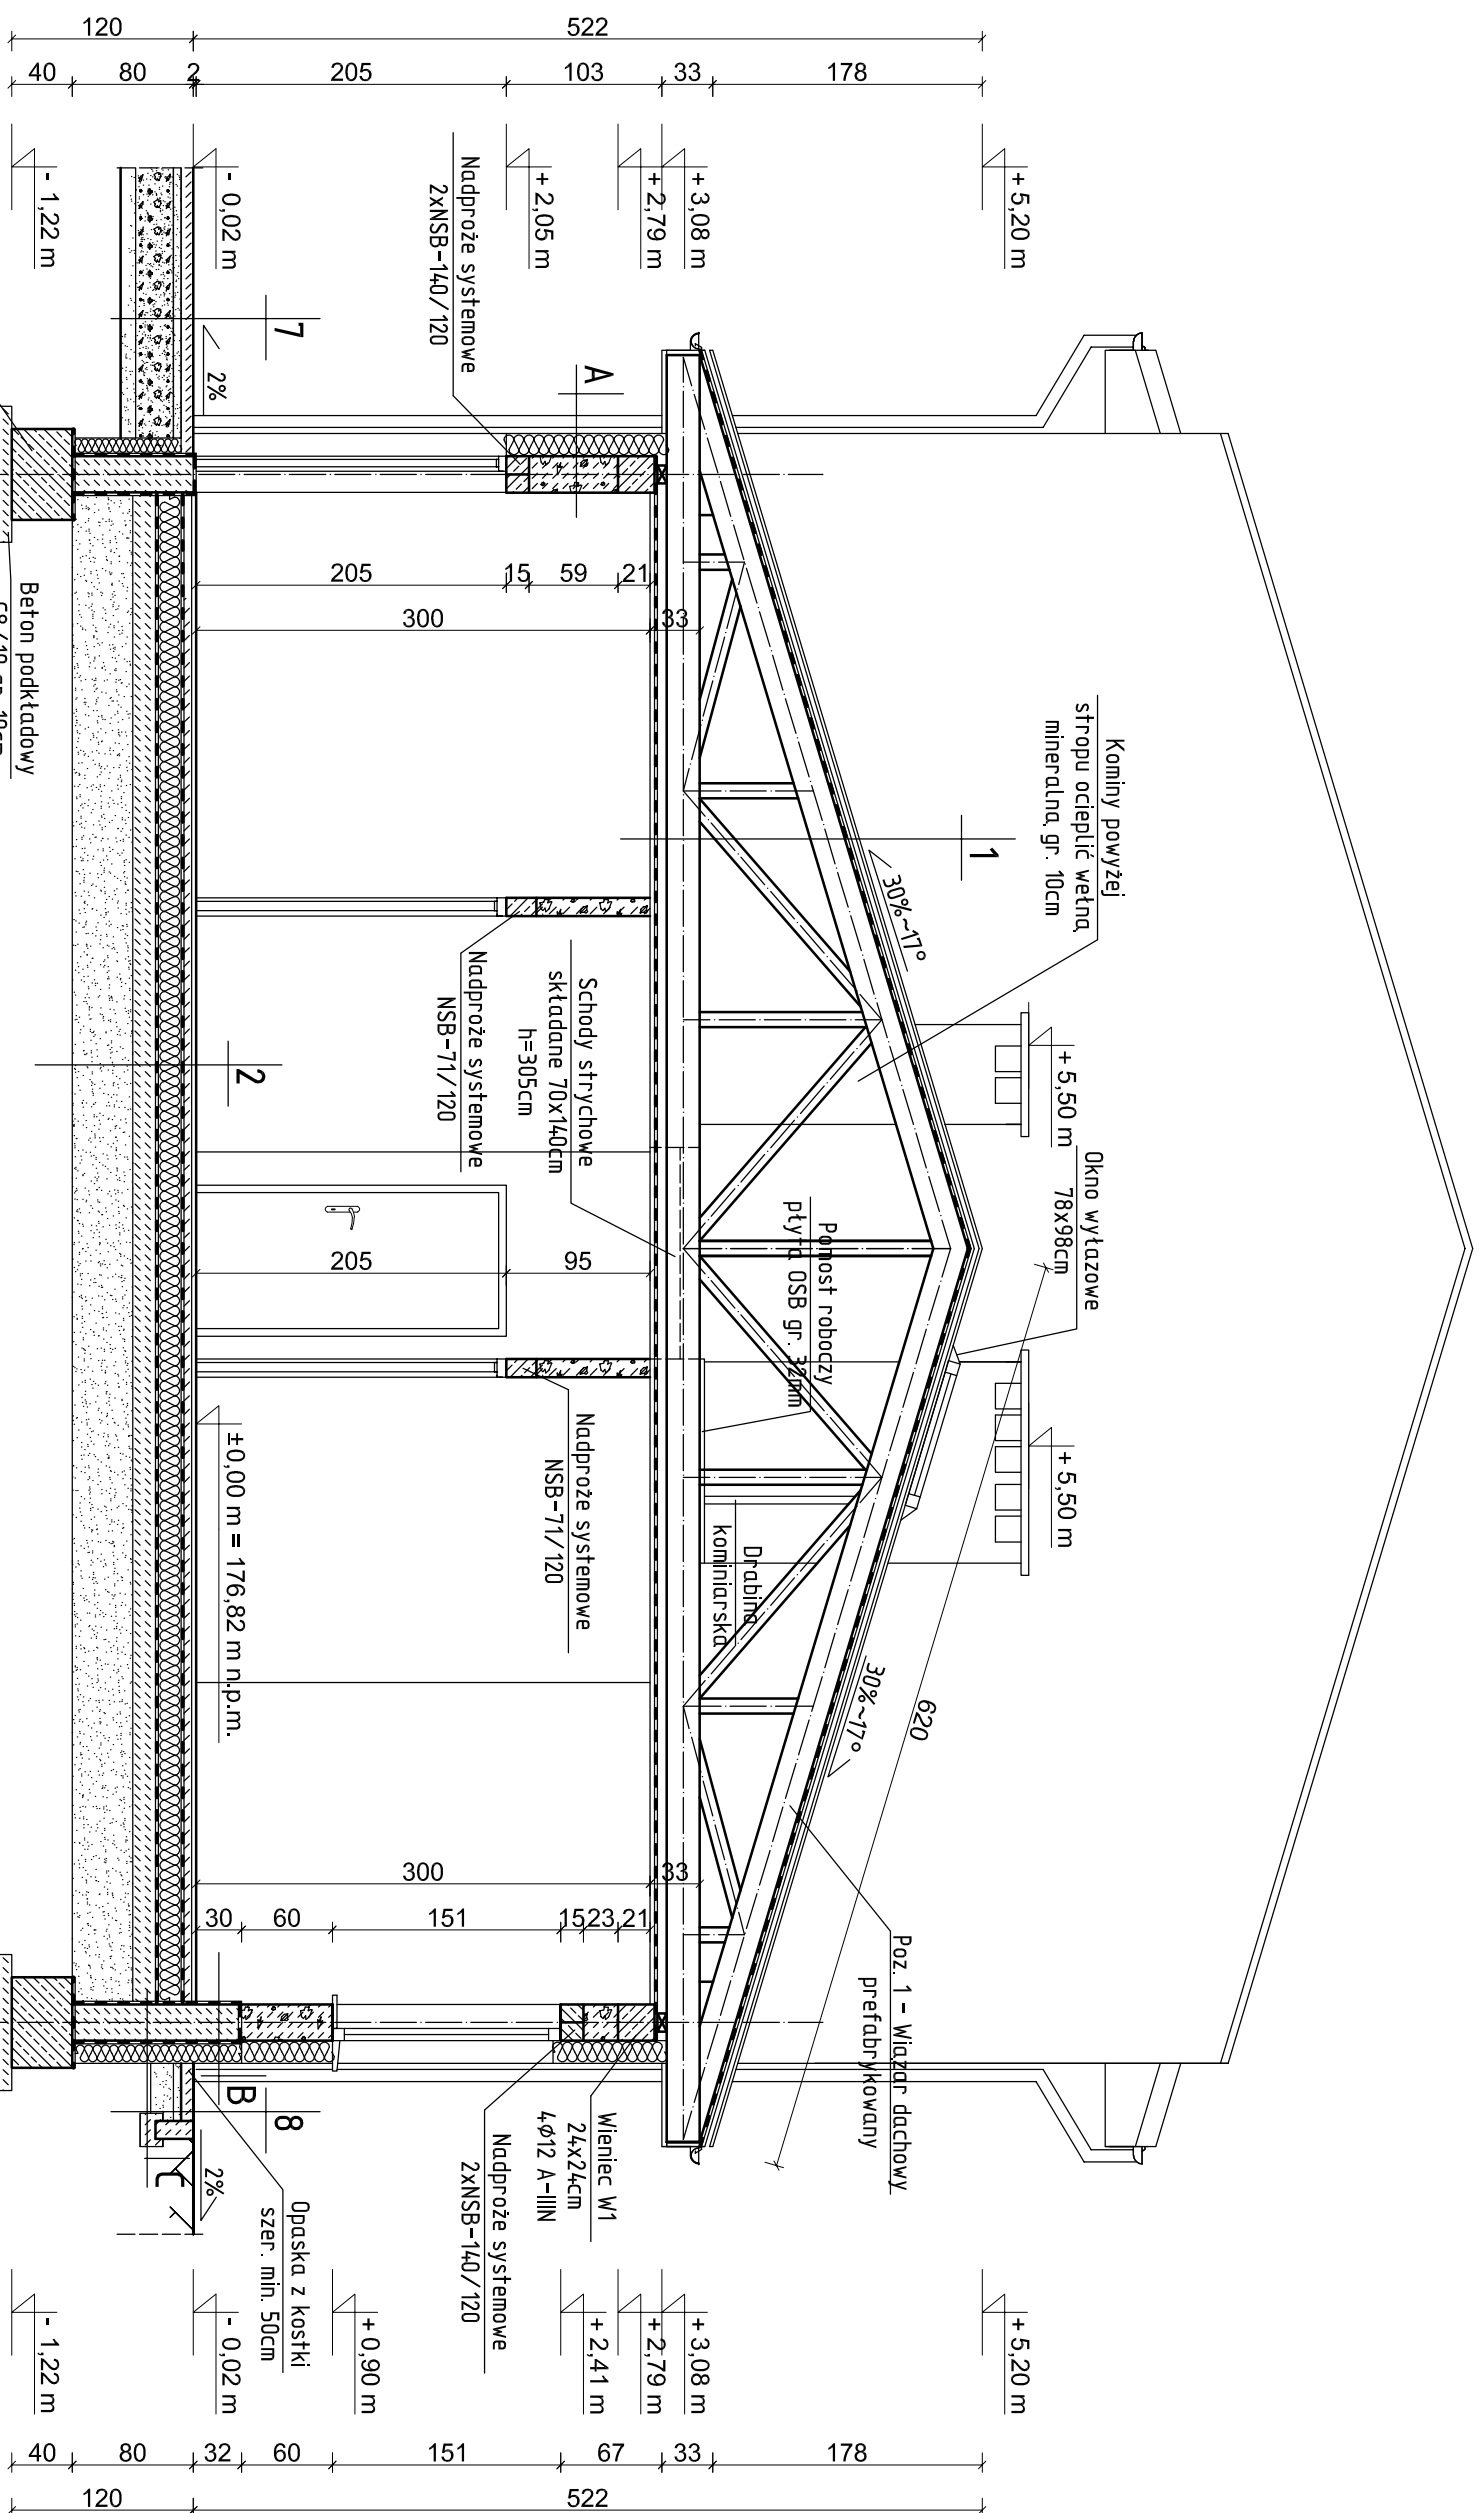 120
522
40
80
2
205
103
33
178
- 1,22 m
- 0,02 m
+ 2,05 m
+ 2,79 m
+ 3,08 m
+ 5,20 m
Nadproże systemowe
2xNSB-140/120
7
2%
A
Beton podkładowy
205
15
59
21
300
33
Kominy powyżej
stropu ocieplić wełną
mineralną gr. 10cm
1
30%~17°
Nadproże systemowe
NSB-71/120
Schody strychowe
składane 70x140cm
h=305cm
2
+ 5,50 m
Okno wyłazowe
78x98cm
205
95
Pomost roboczy
płyta OSB gr. 32mm
Nadproże systemowe
NSB-71/120
±0,00 m = 176,82 m n.p.m.
+ 5,50 m
Drabina
kominiarska
30%~17°
620
300
33
30
60
151
15
23
21
Poz. 1 - Wiązar dachowy
prefabrykowany
B
8
C
2%
Wieniec W1
24x24cm
4ϕ12 A-IIIN
Nadproże systemowe
2xNSB-140/120
Opaska z kostki
szer. min. 50cm
- 1,22 m
- 0,02 m
+ 0,90 m
+ 2,41 m
+ 2,79 m
+ 3,08 m
+ 5,20 m
40
80
32
60
151
67
33
178
120
522